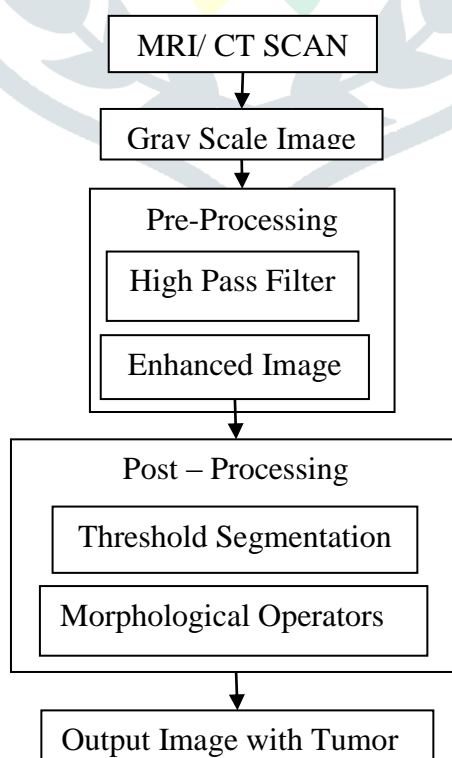 MRI/ CT SCAN
Gray Scale Image
Pre-Processing
High Pass Filter
Enhanced Image
Post – Processing
Threshold Segmentation
Morphological Operators
Output Image with Tumor